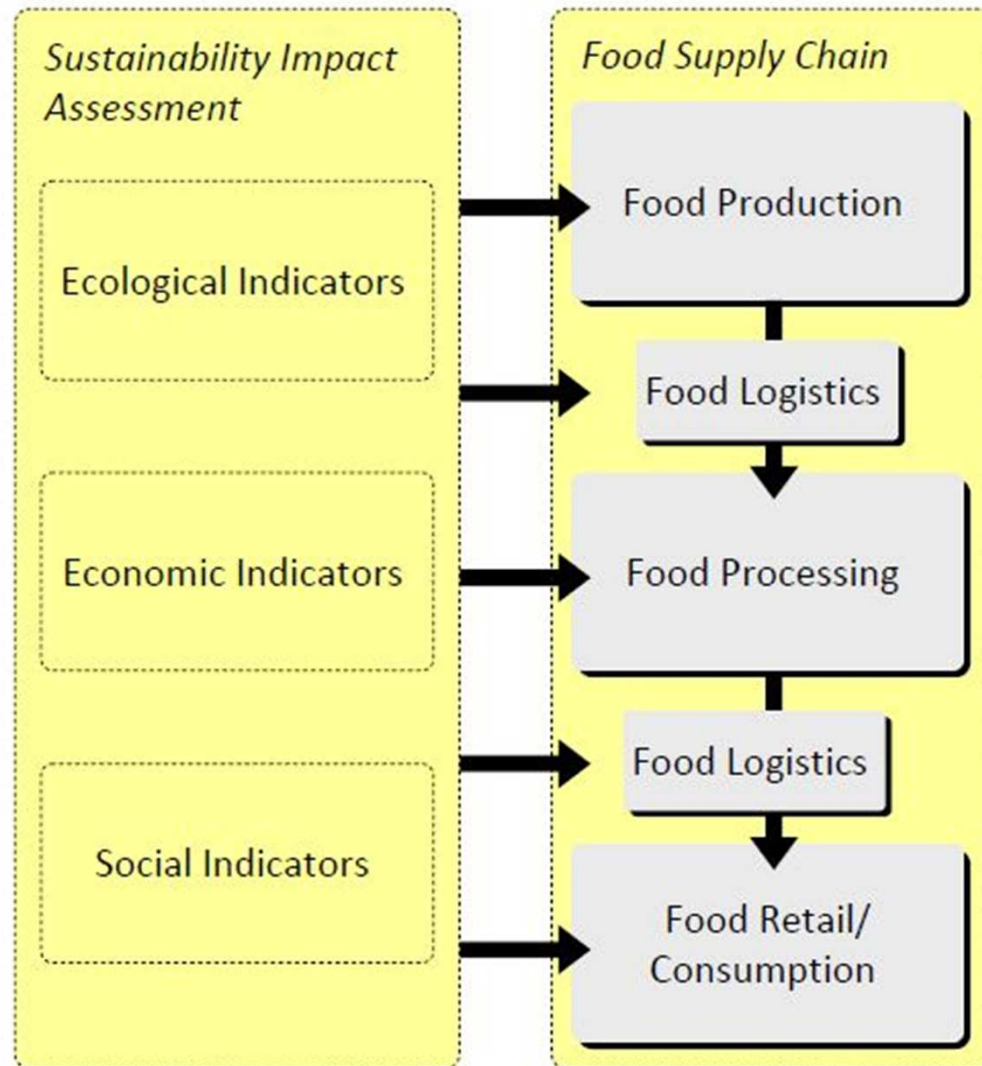 Sustainability Impact
Assessment
Ecological Indicators
Economic Indicators
Social Indicators
Food Supply Chain
Food Production
Food Logistics
Food Processing
Food Logistics
Food Retail/
Consumption